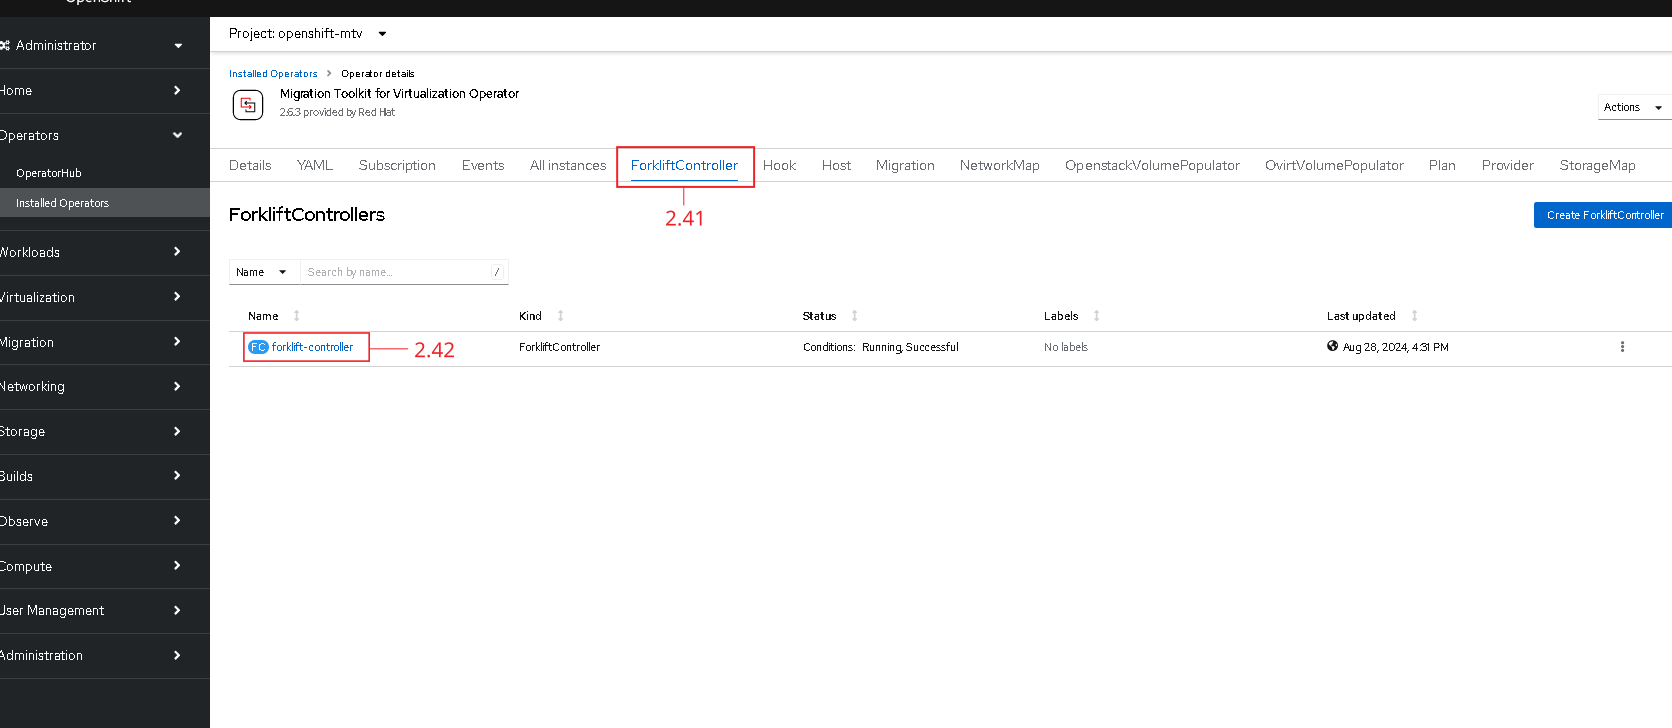 OpenShift
Administrator
Home
Operators
OperatorHub
Installed Operators
Workloads
Virtualization
Migration
Networking
Storage
Builds
Observe
Compute
User Management
Administration
Project: openshift-mtv
Installed Operators > Operator details
Migration Toolkit for Virtualization Operator
2.6.3 provided by Red Hat
Actions
Details YAML Subscription Events All instances ForkliftController Hook Host Migration NetworkMap OpenstackVolumePopulator OvirtVolumePopulator Plan Provider StorageMap
2.41
ForkliftControllers
Create ForkliftController
Name Search by name... /
Name Kind Status Labels Last updated
FC forklift-controller 2.42 ForkliftController Conditions: Running, Successful No labels Aug 28, 2024, 4:31 PM